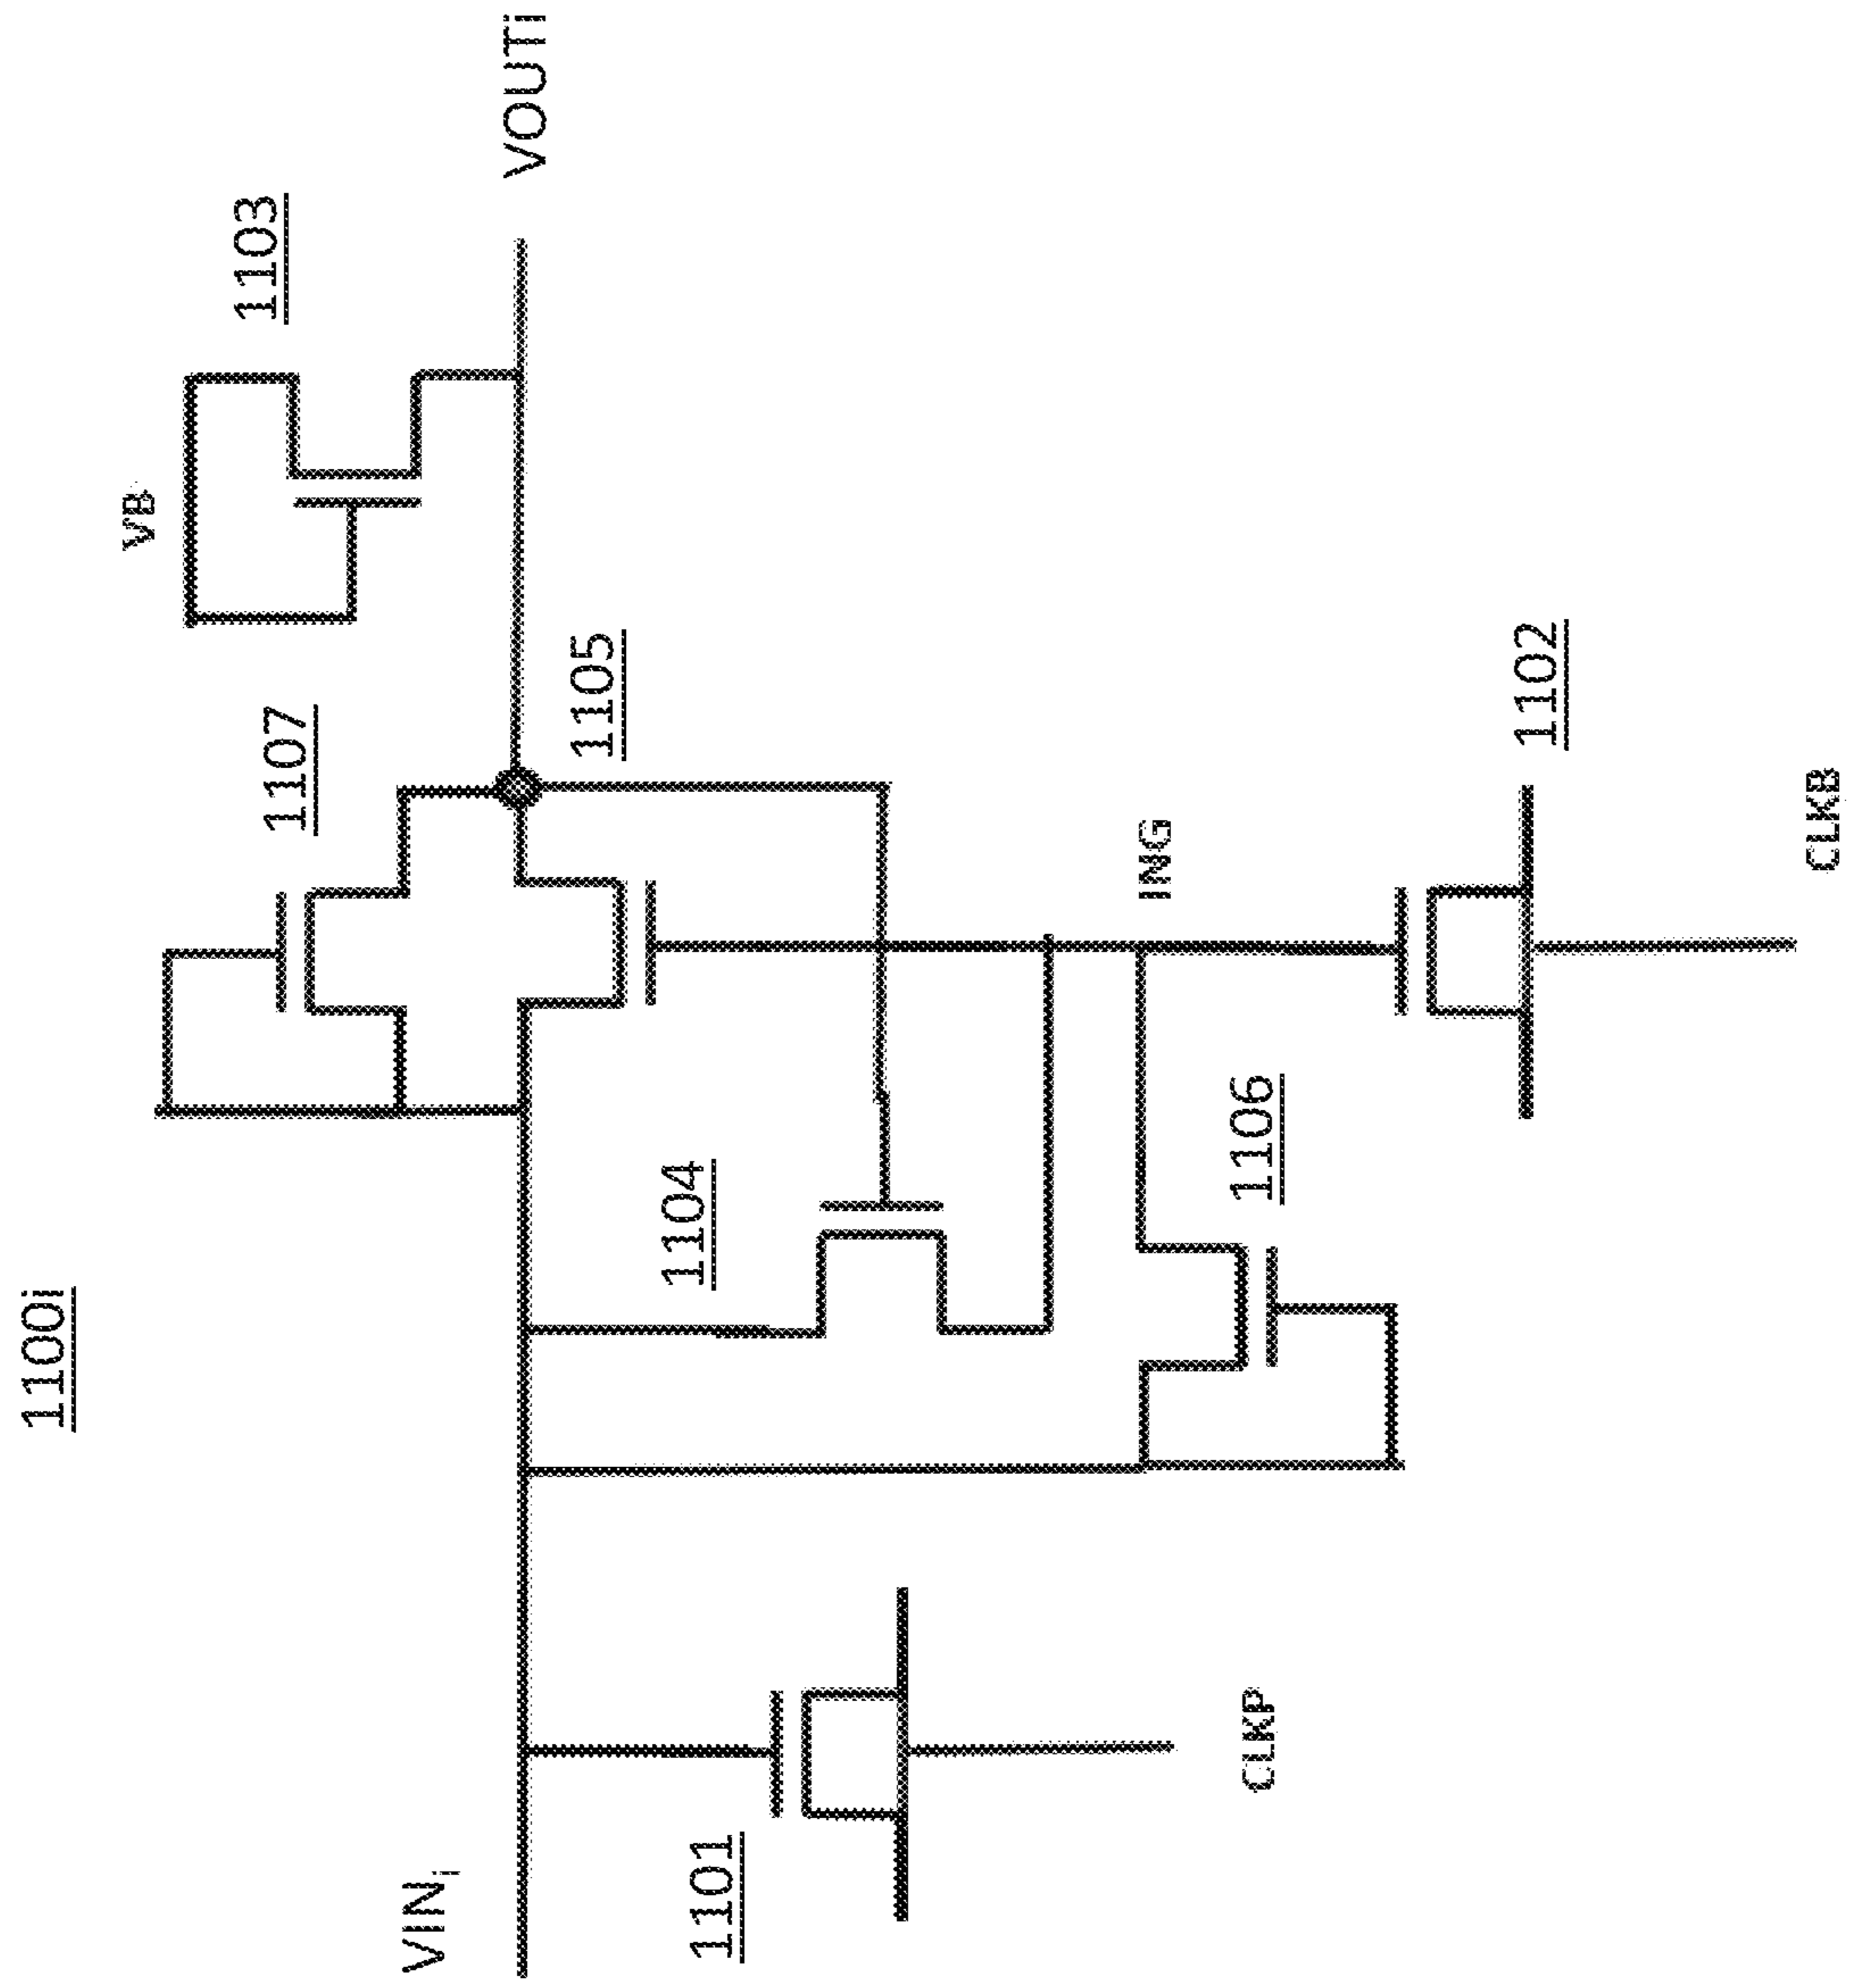 1100i
VB
1103
VOUTi
1107
VINi
1105
1104
1101
ING
1106
CLKP
1102
CLKB